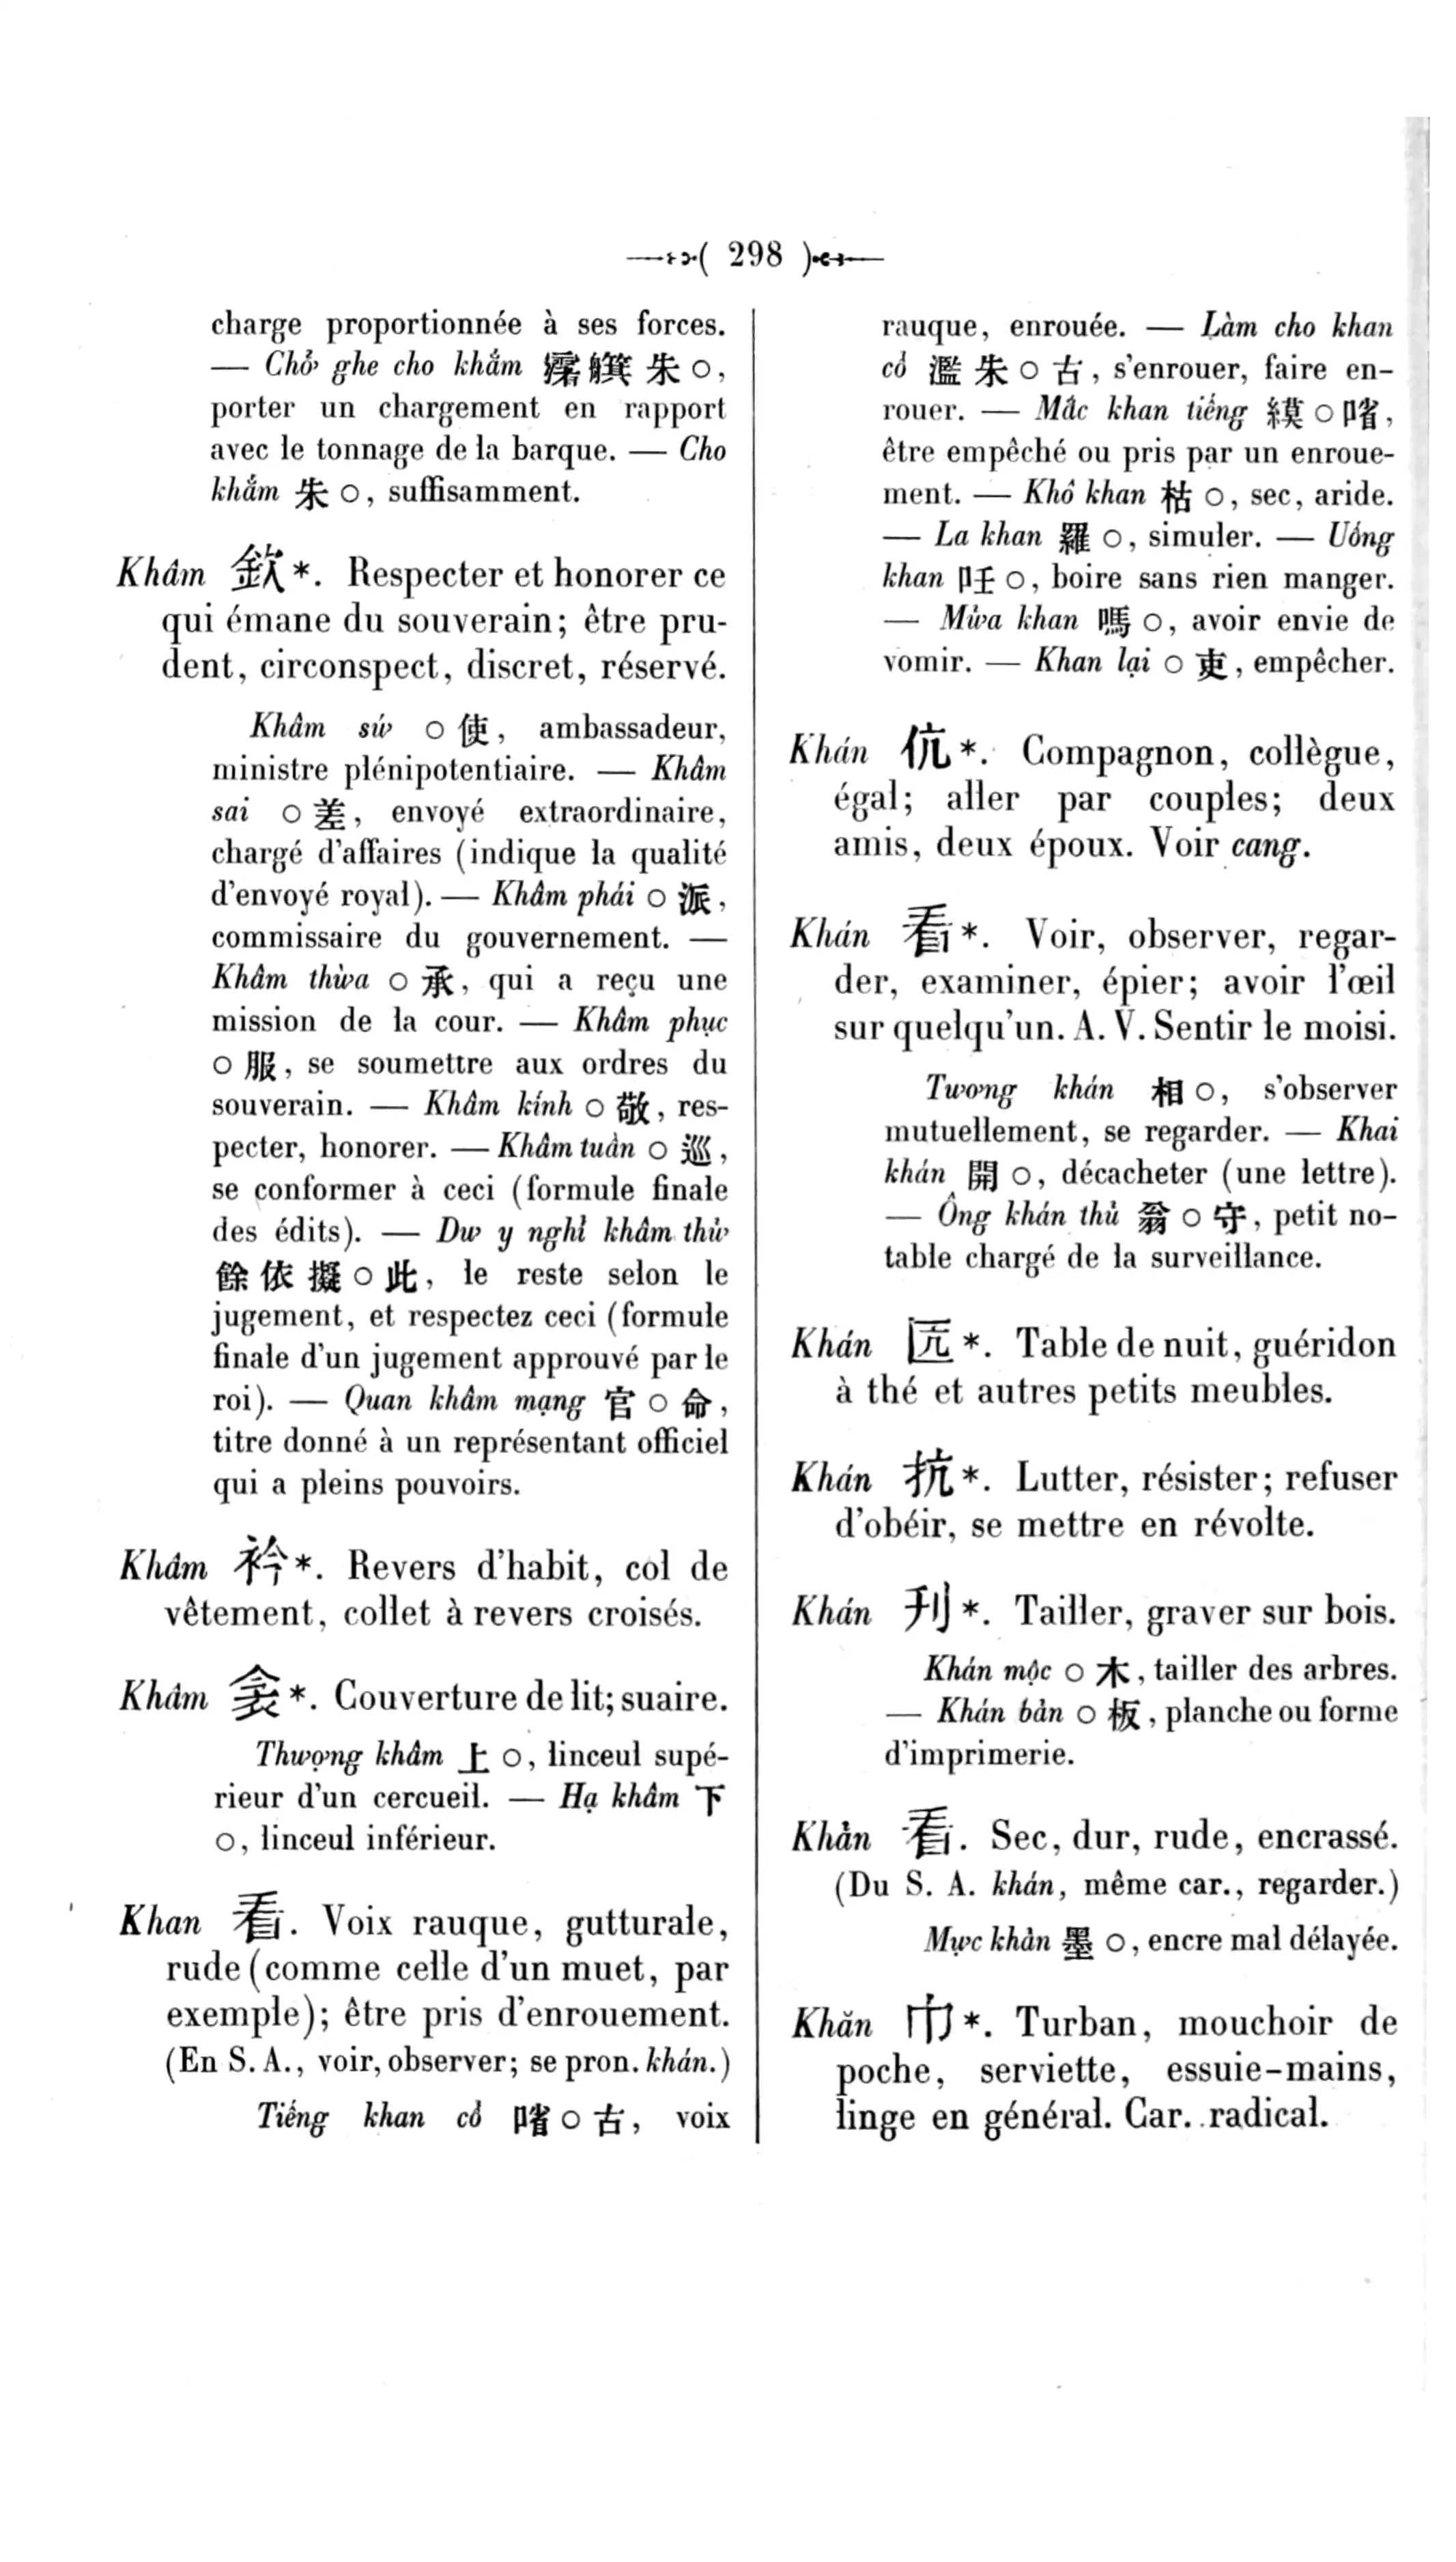 ( 298 )
charge proportionnée à ses forces.
— Chở ghe cho khẳm 朱 ○,
porter un chargement en rapport
avec le tonnage de la barque. — Cho
khẳm 朱 ○, suffisamment.
Khâm 欽 *. Respecter et honorer ce
qui émane du souverain; être pru-
dent, circonspect, discret, réservé.
Khâm sứ ○ 使, ambassadeur,
ministre plénipotentiaire. — Khâm
sai ○ 差, envoyé extraordinaire,
chargé d'affaires (indique la qualité
d'envoyé royal). — Khâm phái ○ 派,
commissaire du gouvernement. —
Khâm thừa ○ 承, qui a reçu une
mission de la cour. — Khâm phục
○ 服, se soumettre aux ordres du
souverain. — Khâm kính ○ 敬, res-
pecter, honorer. — Khâm tuần ○ 巡,
se conformer à ceci (formule finale
des édits). — Dư y nghỉ khâm thử
餘 依 擬 ○ 此, le reste selon le
jugement, et respectez ceci (formule
finale d'un jugement approuvé par le
roi). — Quan khâm mạng 官 ○ 命,
titre donné à un représentant officiel
qui a pleins pouvoirs.
Khâm 衿 *. Revers d'habit, col de
vêtement, collet à revers croisés.
Khâm 衾 *. Couverture de lit; suaire.
Thượng khâm 上 ○, linceul supé-
rieur d'un cercueil. — Hạ khâm 下
○, linceul inférieur.
Khan 看. Voix rauque, gutturale,
rude (comme celle d'un muet, par
exemple); être pris d'enrouement.
(En S. A., voir, observer; se pron. khán.)
Tiếng khan cổ 㗂 ○ 古, voix
rauque, enrouée. — Làm cho khan
cổ 濫 朱 ○ 古, s'enrouer, faire en-
rouer. — Mắc khan tiếng 縸 ○ 㗂,
être empêché ou pris par un enroue-
ment. — Khô khan 枯 ○, sec, aride.
— La khan 羅 ○, simuler. — Uống
khan 旺 ○, boire sans rien manger.
— Mửa khan 嗎 ○, avoir envie de
vomir. — Khan lại ○ 吏, empêcher.
Khán 伉 *. Compagnon, collègue,
égal; aller par couples; deux
amis, deux époux. Voir cang.
Khán 看 *. Voir, observer, regar-
der, examiner, épier; avoir l'œil
sur quelqu'un. A. V. Sentir le moisi.
Tương khán 相 ○, s'observer
mutuellement, se regarder. — Khai
khán 開 ○, décacheter (une lettre).
— Ông khán thủ 翁 ○ 守, petit no-
table chargé de la surveillance.
Khán 匟 *. Table de nuit, guéridon
à thé et autres petits meubles.
Khán 抗 *. Lutter, résister; refuser
d'obéir, se mettre en révolte.
Khán 刊 *. Tailler, graver sur bois.
Khán mộc ○ 木, tailler des arbres.
— Khán bản ○ 板, planche ou forme
d'imprimerie.
Khản 看. Sec, dur, rude, encrassé.
(Du S. A. khán, même car., regarder.)
Mực khản 墨 ○, encre mal délayée.
Khăn 巾 *. Turban, mouchoir de
poche, serviette, essuie-mains,
linge en général. Car. radical.